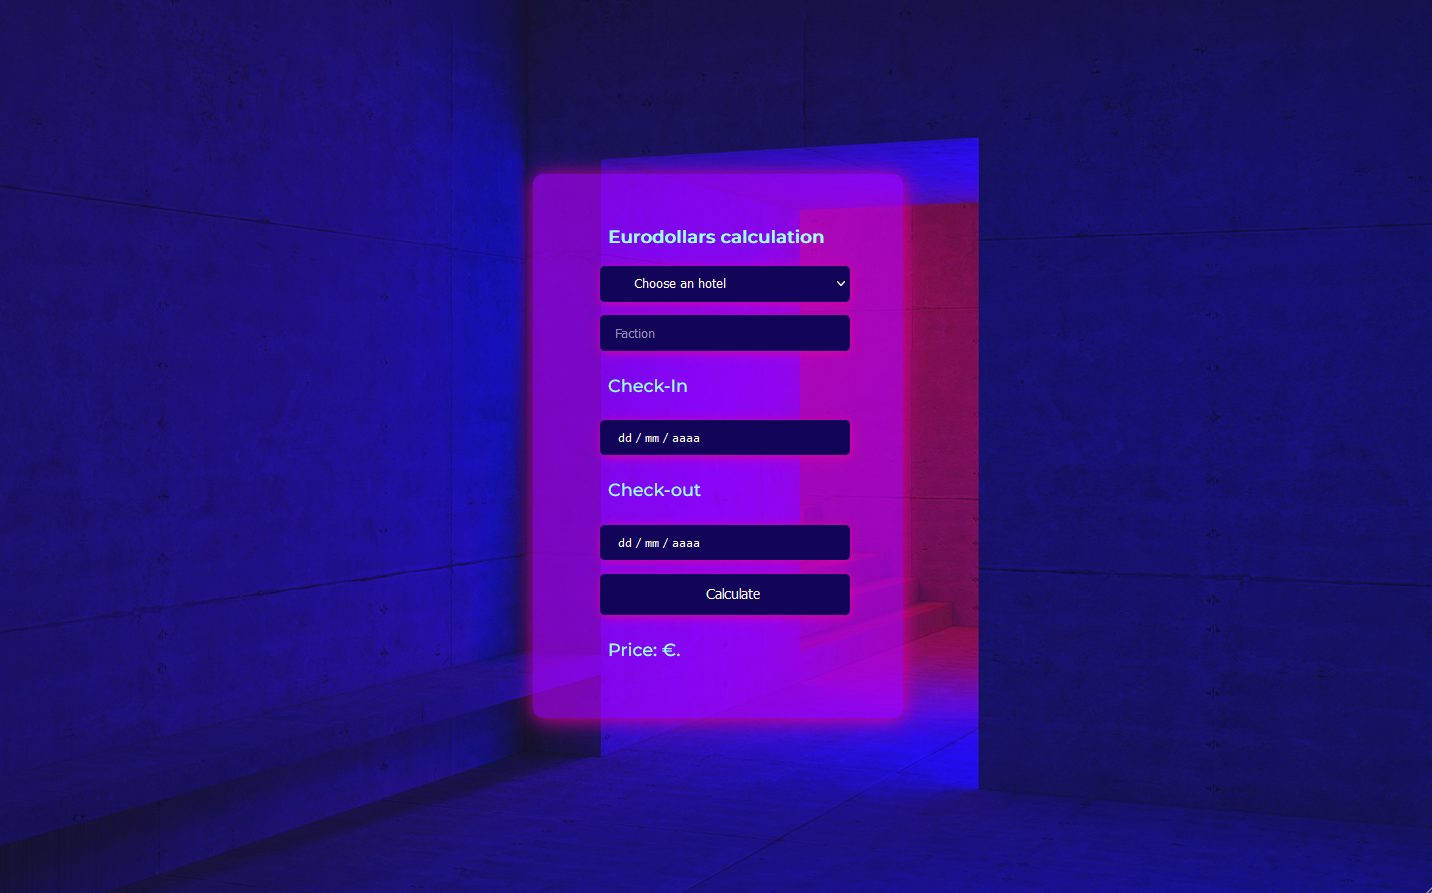 Eurodollars calculation
Choose an hotel
Faction
Check-In
dd / mm / aaaa
Check-out
dd / mm / aaaa
Calculate
Price: €.